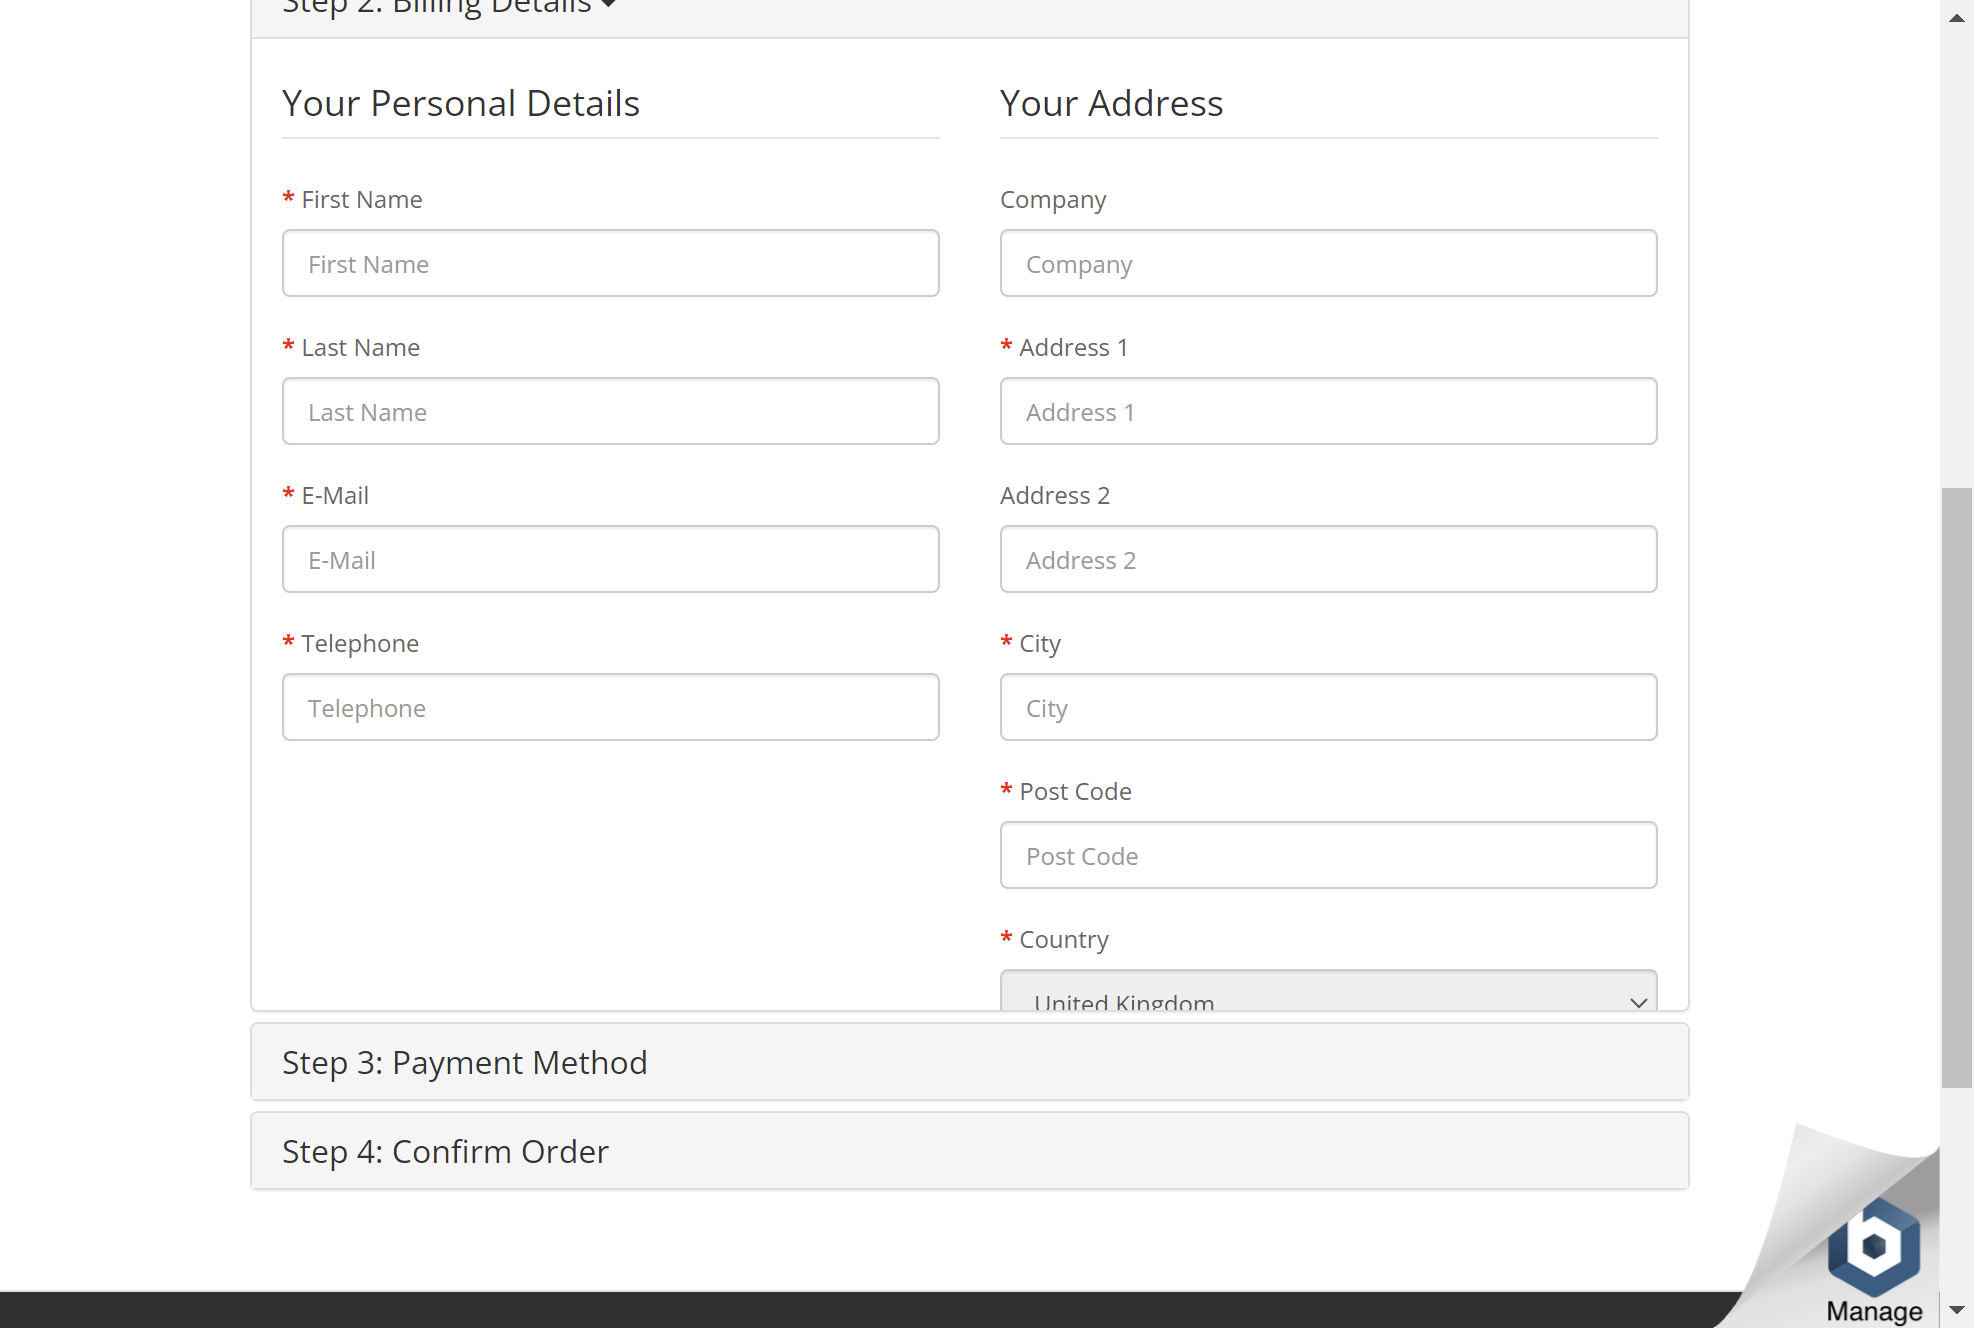 Step 2: Billing Details
Your Personal Details
* First Name
First Name
* Last Name
Last Name
* E-Mail
E-Mail
* Telephone
Telephone
Your Address
Company
Company
* Address 1
Address 1
Address 2
Address 2
* City
City
* Post Code
Post Code
* Country
United Kingdom
Step 3: Payment Method
Step 4: Confirm Order
Manage